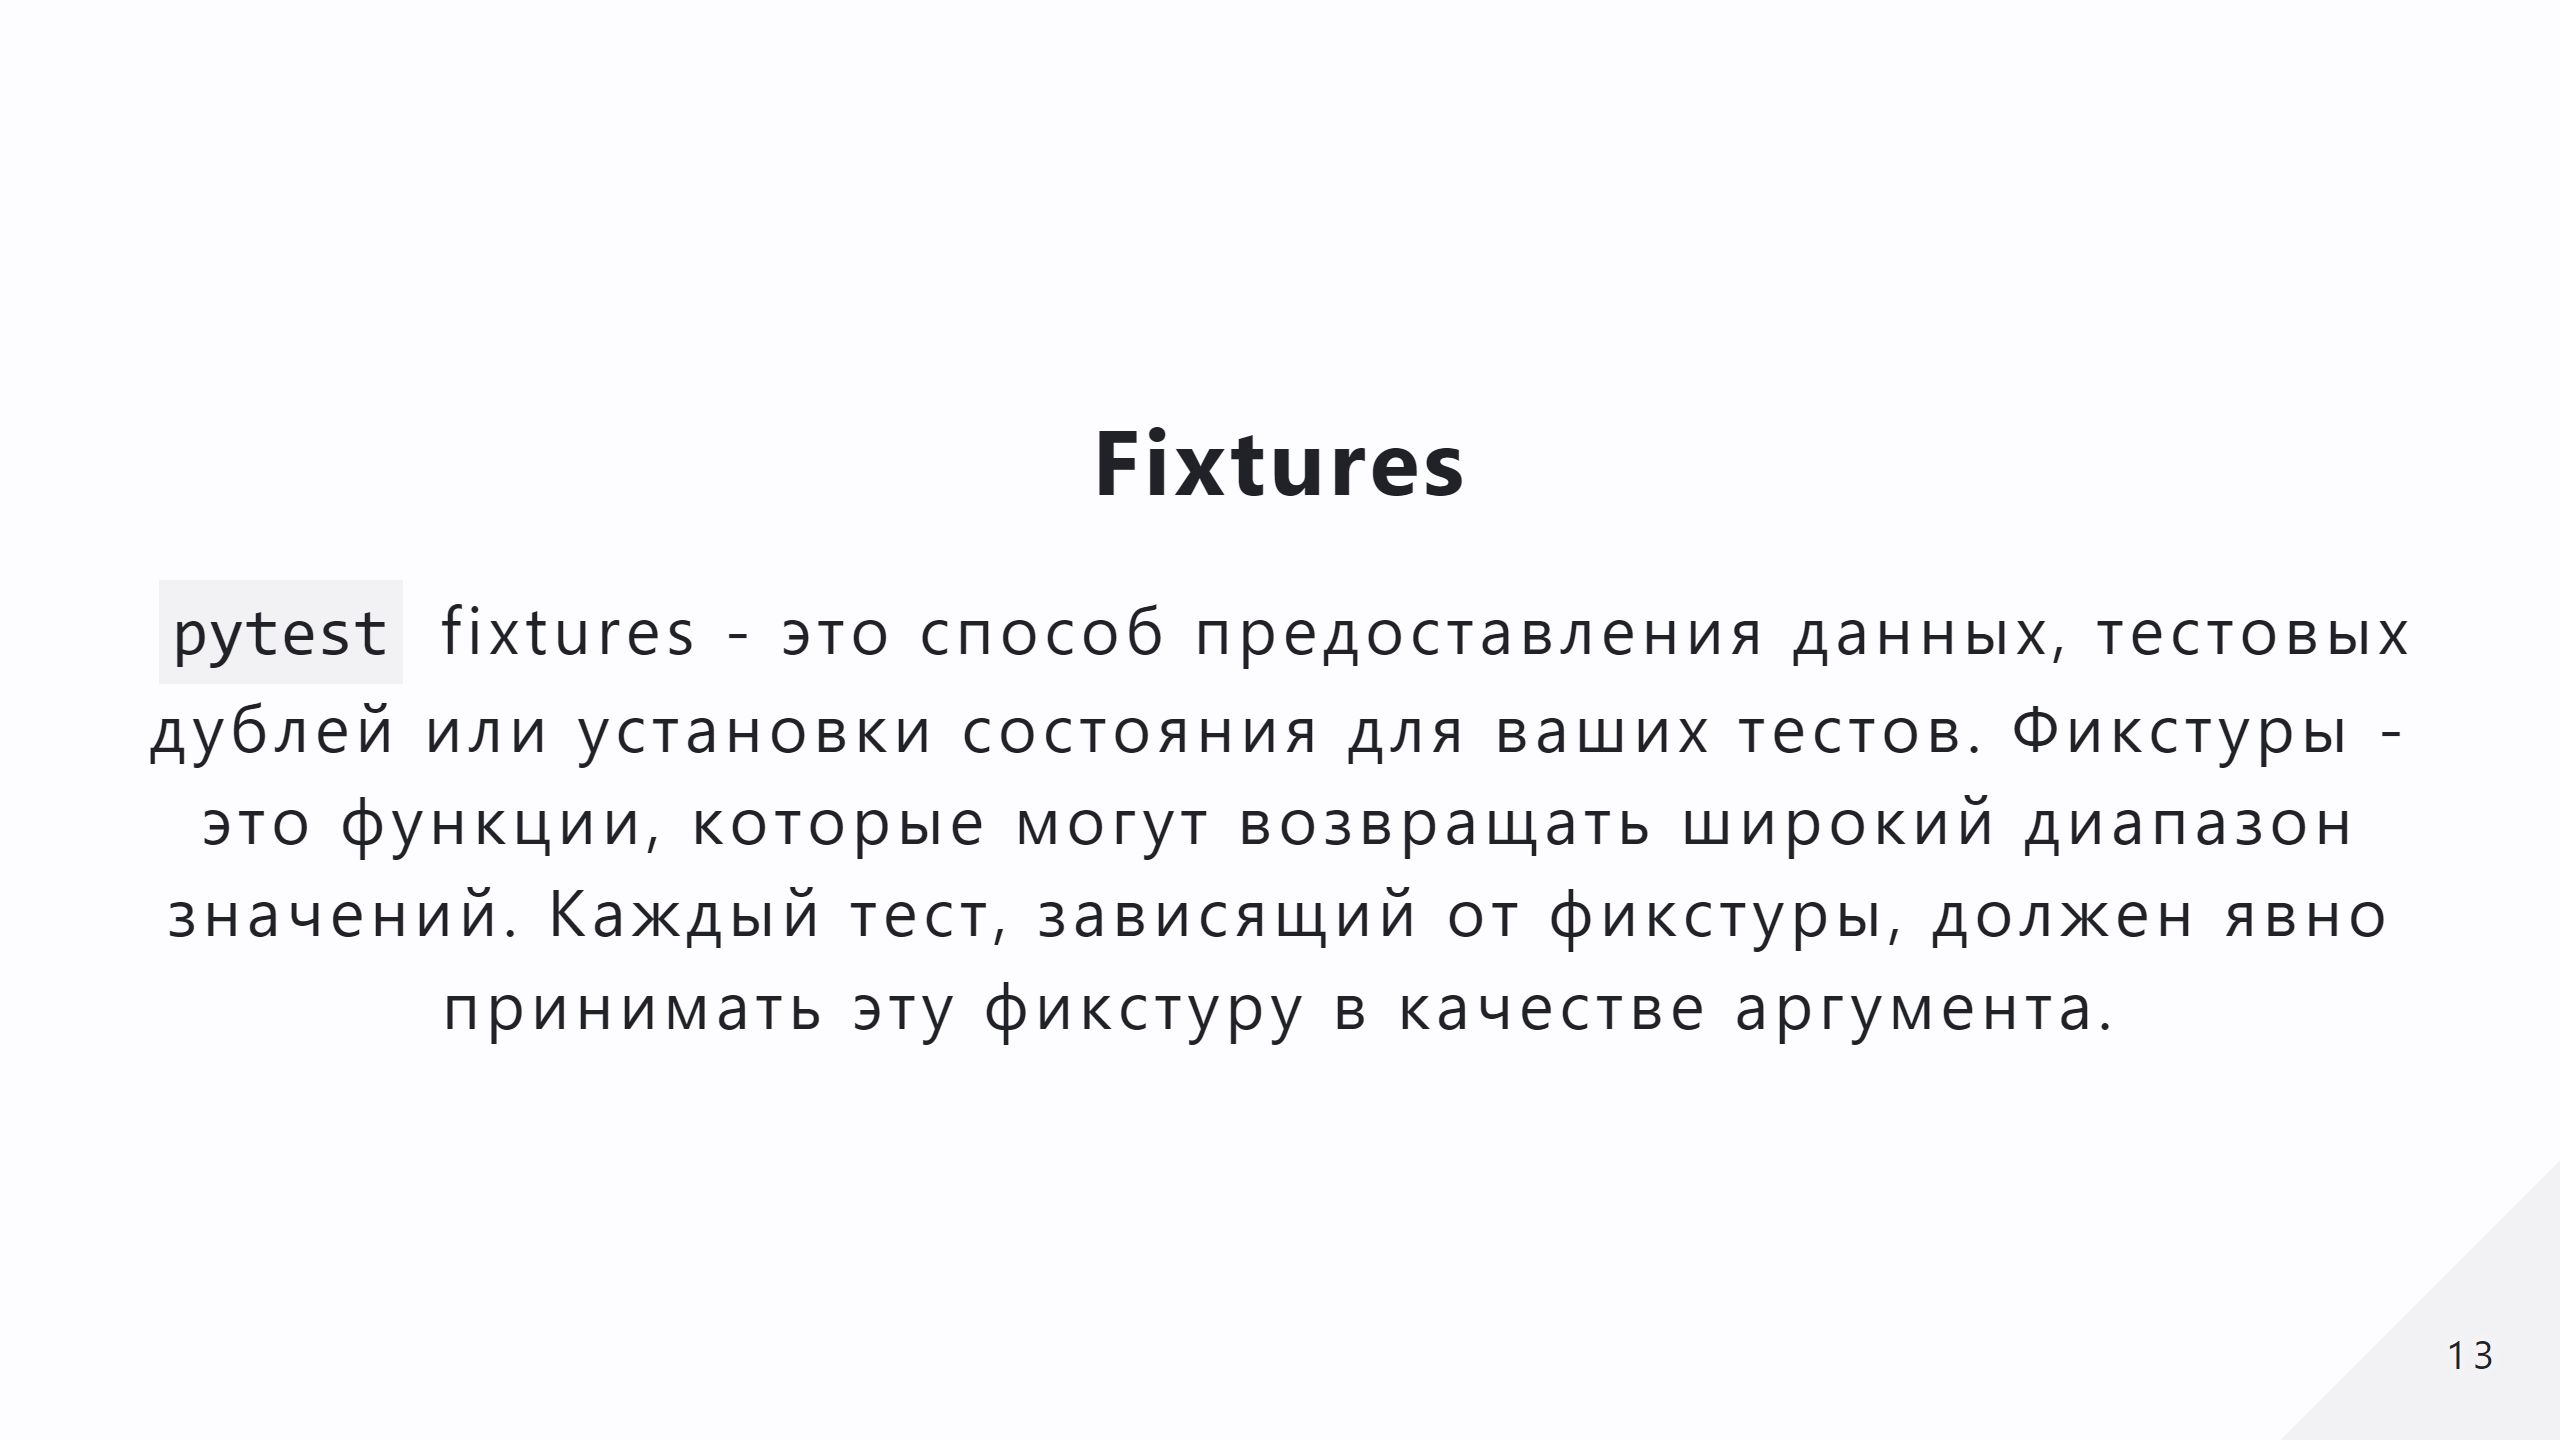 Fixtures
pytest fixtures - это способ предоставления данных, тестовых
дублей или установки состояния для ваших тестов. Фикстуры -
это функции, которые могут возвращать широкий диапазон
значений. Каждый тест, зависящий от фикстуры, должен явно
принимать эту фикстуру в качестве аргумента.
13